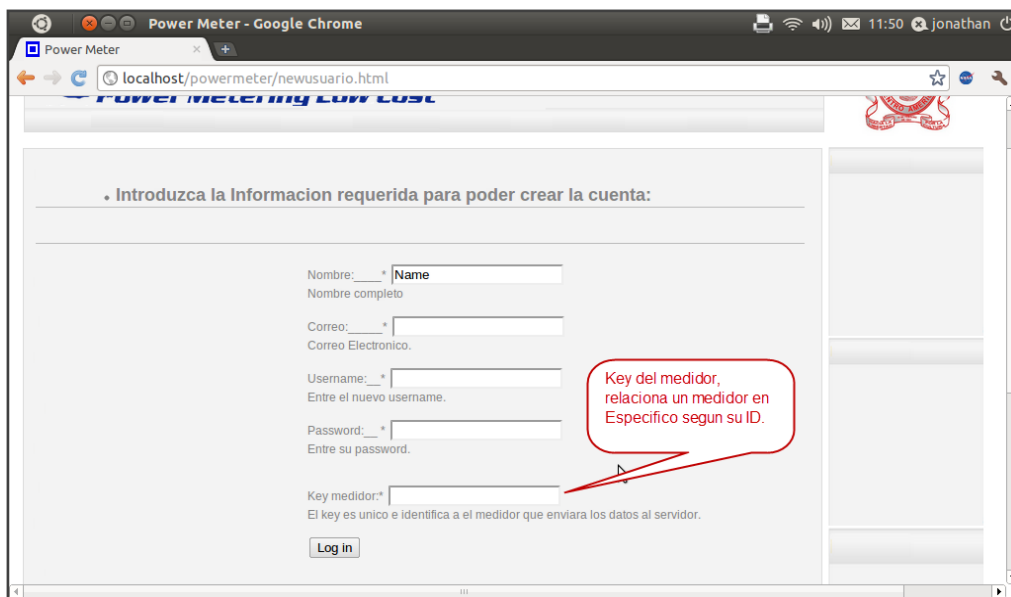 Power Meter - Google Chrome
11:50 jonathan
Power Meter
localhost/powermeter/newusuario.html
Power Metering Low Cost
• Introduzca la Informacion requerida para poder crear la cuenta:
Nombre:____* Name
Nombre completo
Correo:_____*
Correo Electronico.
Username:__*
Entre el nuevo username.
Password:__ *
Entre su password.
Key del medidor,
relaciona un medidor en
Especifico segun su ID.
Key medidor:*
El key es unico e identifica a el medidor que enviara los datos al servidor.
Log in